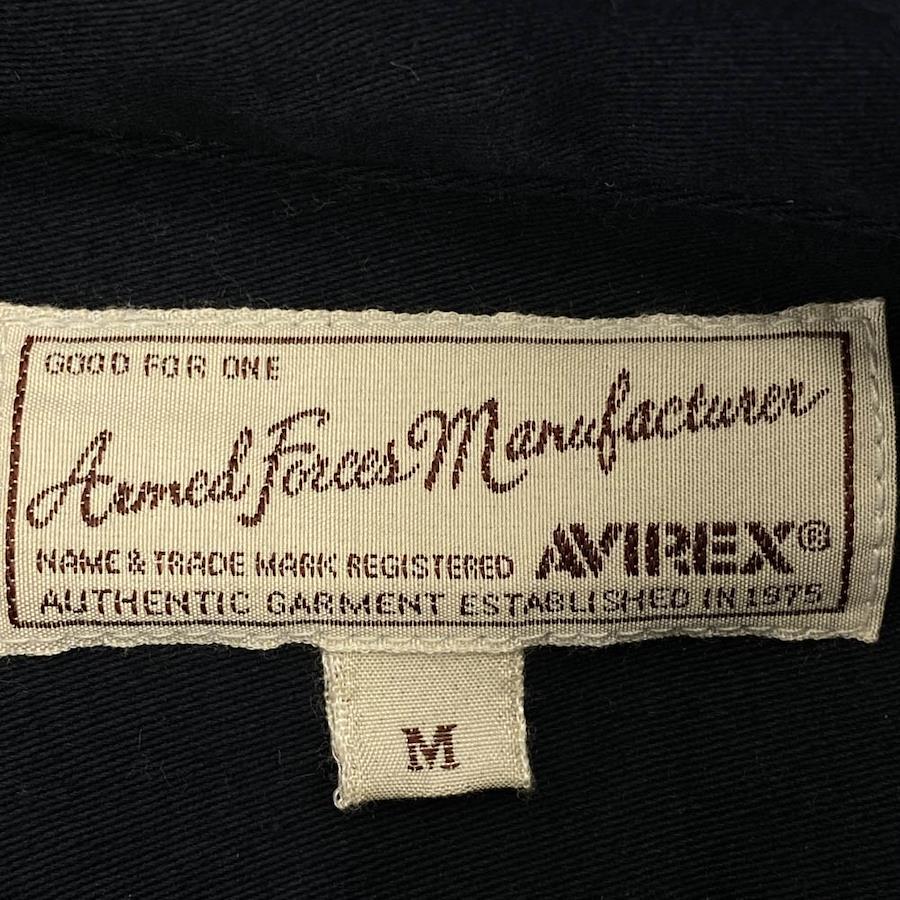 GOOD FOR ONE
Armed Forces Manufacturer
NAME & TRADE MARK REGISTERED AVIREX®
AUTHENTIC GARMENT ESTABLISHED IN 1975
M